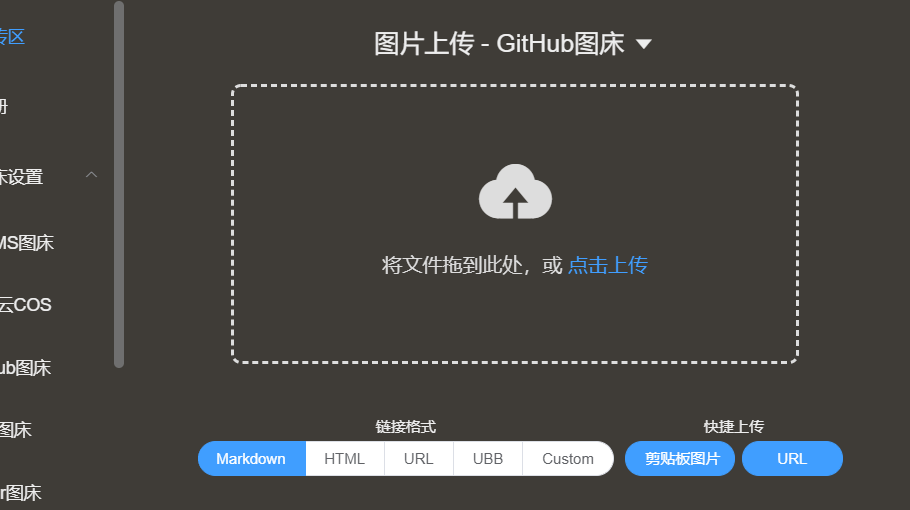 传区
册
床设置
MS图床
云COS
ub图床
图床
r图床
图片上传 - GitHub图床
将文件拖到此处，或 点击上传
链接格式
Markdown HTML URL UBB Custom
快捷上传
剪贴板图片 URL